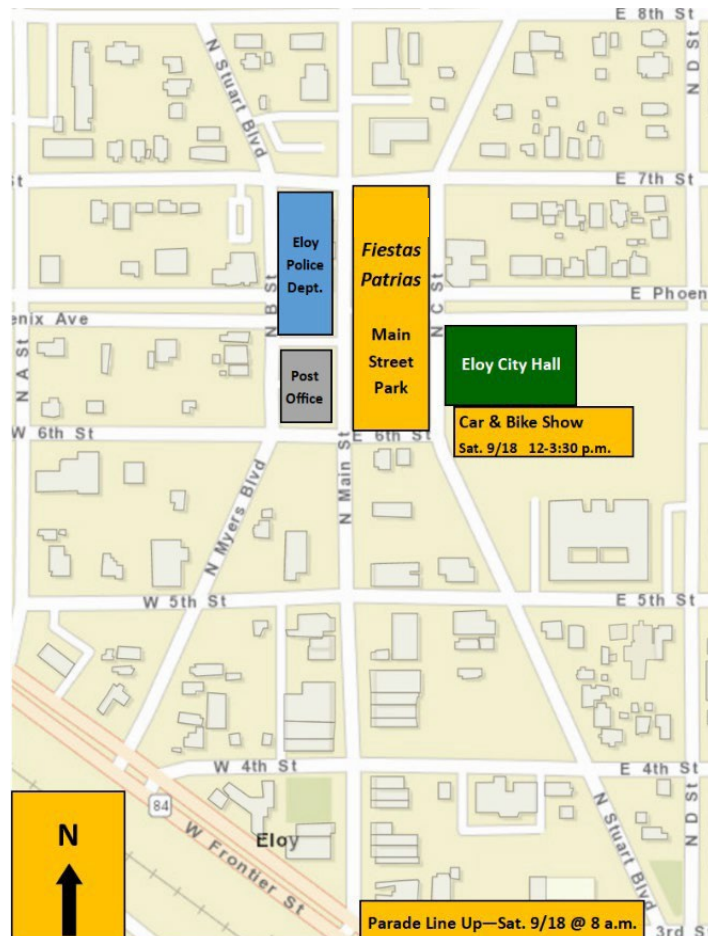 E 8th St
N Stuart Blvd
N D St
St
E 7th St
Eloy
Police
Dept.
Fiestas
Patrias
Main
Street
Park
N B St
N C St
E Phoen
enix Ave
N A St
Post
Office
Eloy City Hall
Car & Bike Show
Sat. 9/18 12-3:30 p.m.
W 6th St
E 6th St
N Main St
N Myers Blvd
W 5th St
E 5th St
W 4th St
E 4th St
84
W Frontier St
Eloy
N Stuart Blvd
N D St
N
Parade Line Up—Sat. 9/18 @ 8 a.m.
3rd S